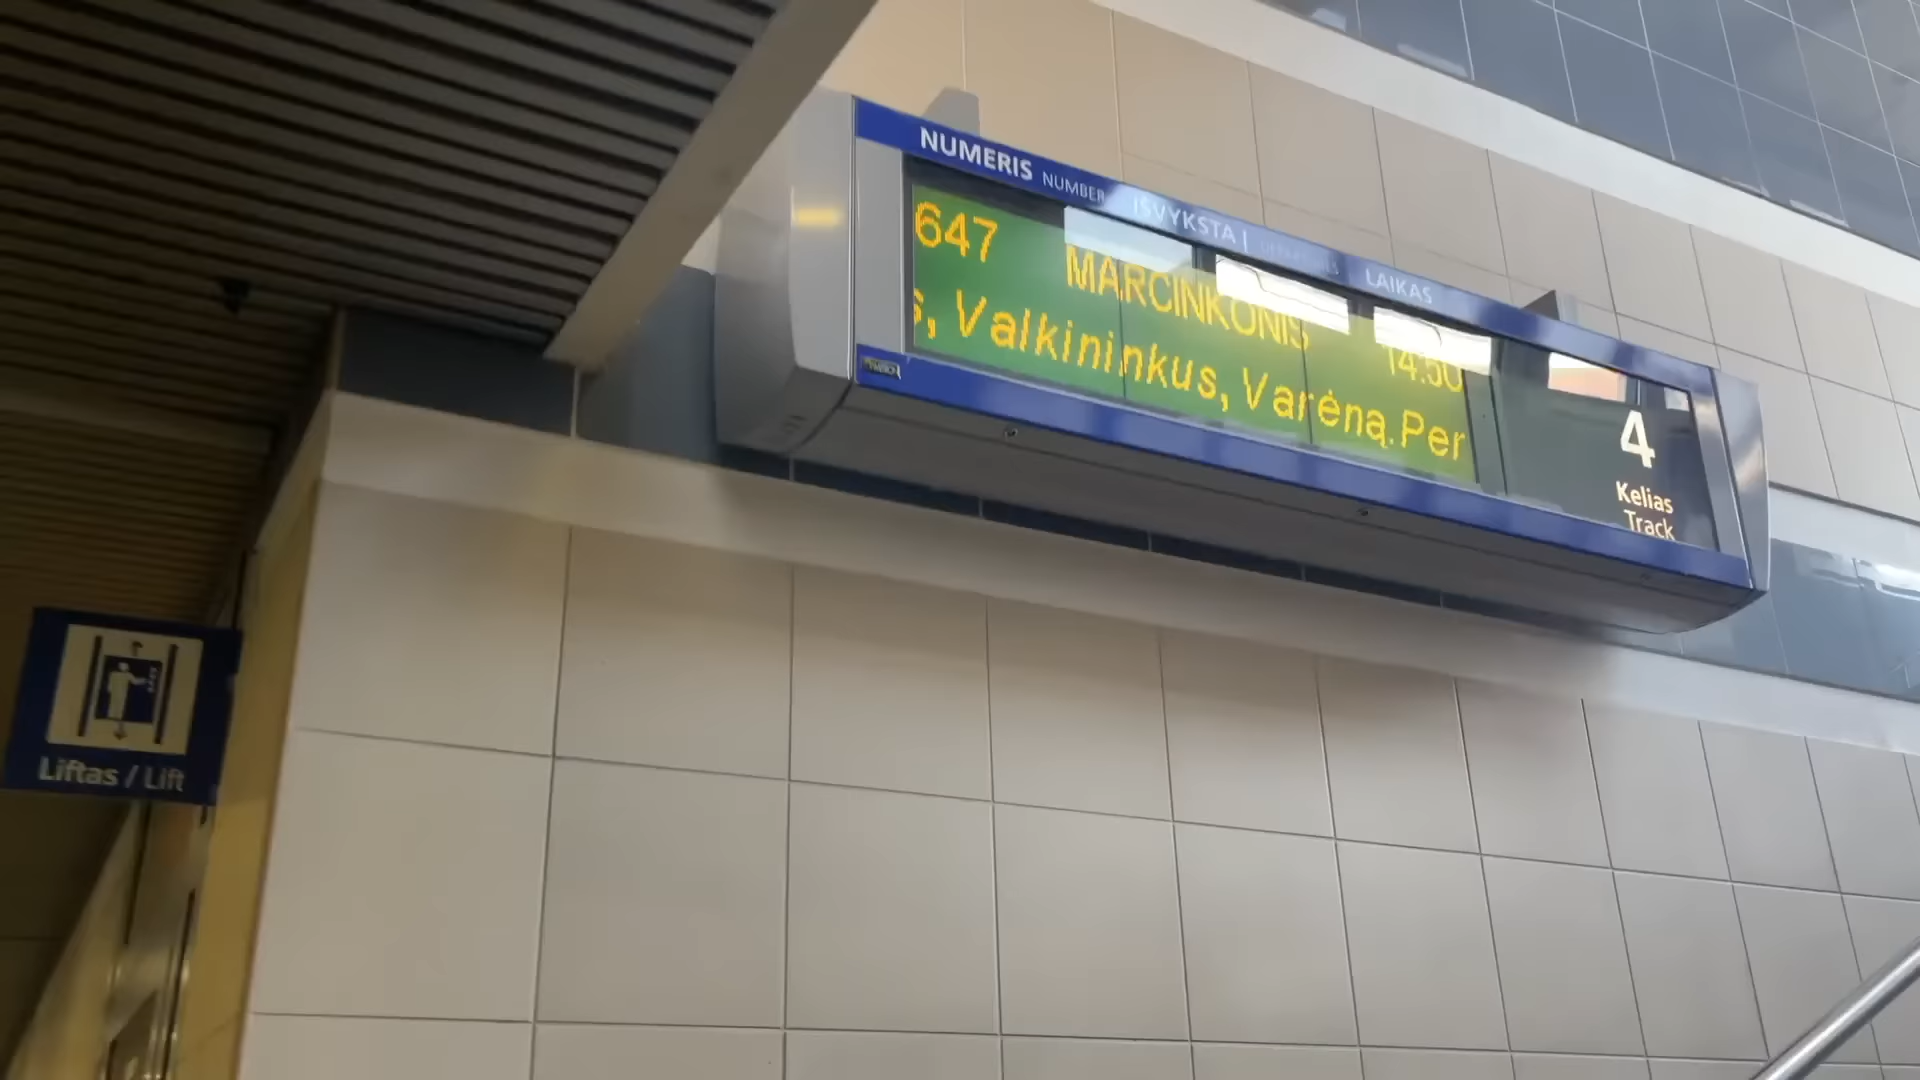 NUMERIS NUMBER IŠVYKSTA | LAIKAS
647 MARCINKONIS 14:50
s, Valkininkus, Varėną.Per
4
Kelias
Track
Liftas / Lift